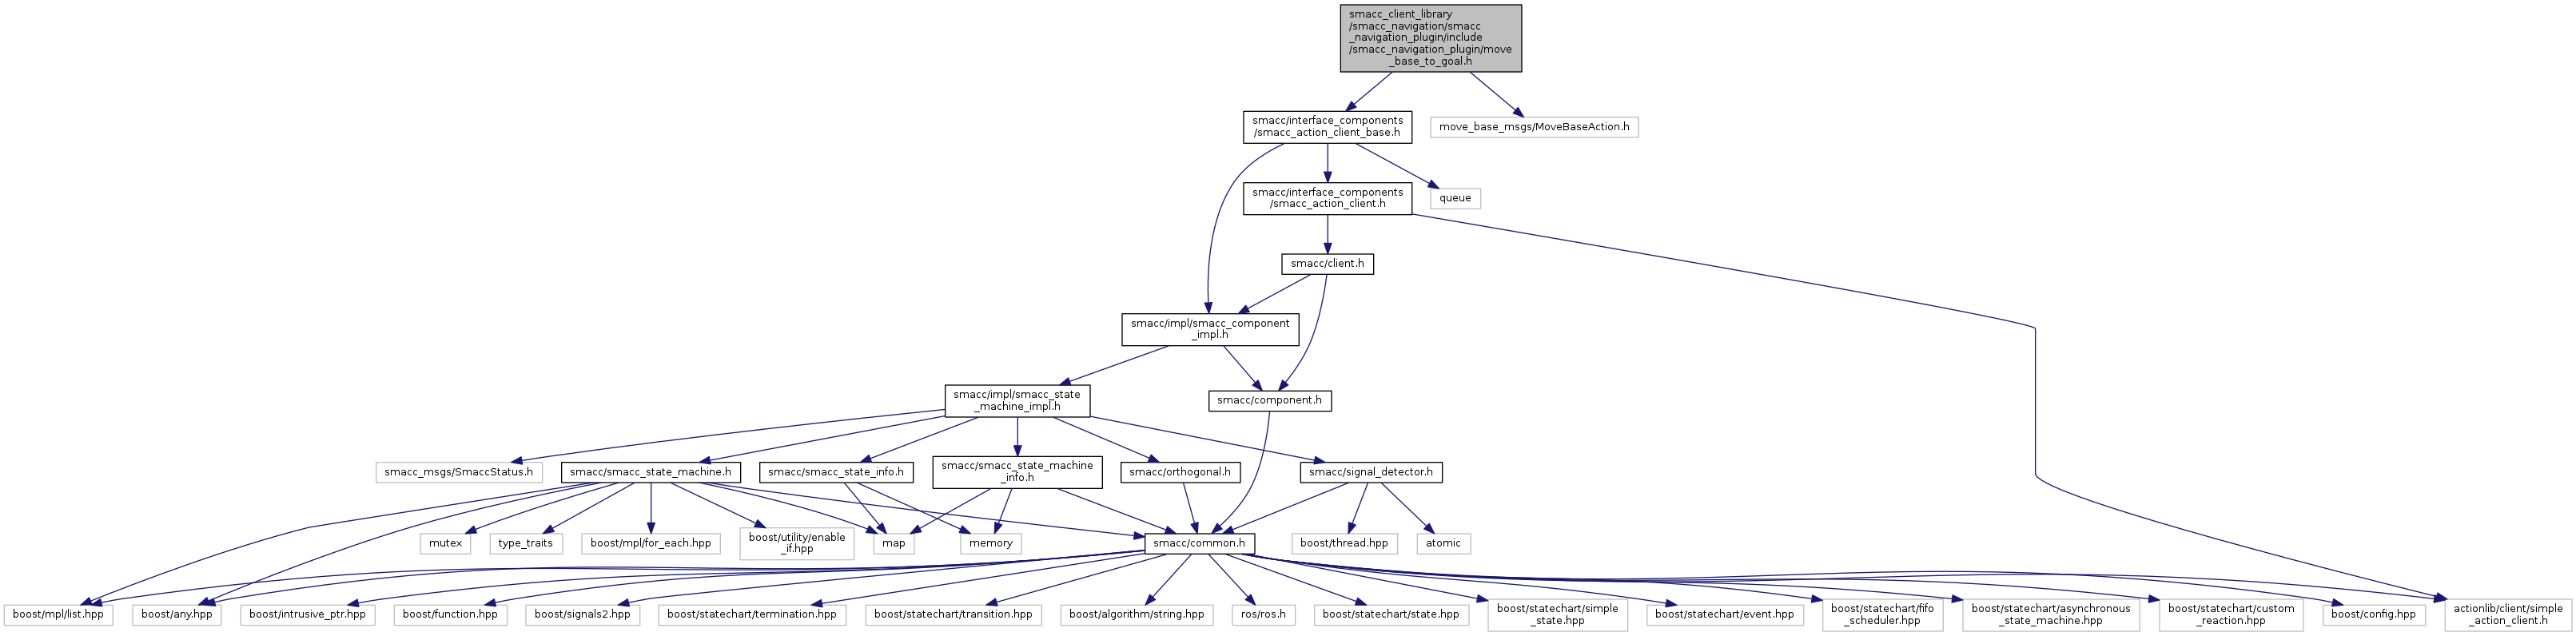 smacc_client_library
/smacc_navigation/smacc
_navigation_plugin/include
/smacc_navigation_plugin/move
_base_to_goal.h
smacc/interface_components
/smacc_action_client_base.h
move_base_msgs/MoveBaseAction.h
smacc/interface_components
/smacc_action_client.h
queue
smacc/client.h
smacc/impl/smacc_component
_impl.h
smacc/impl/smacc_state
_machine_impl.h
smacc/component.h
smacc_msgs/SmaccStatus.h
smacc/smacc_state_machine.h
smacc/smacc_state_info.h
smacc/smacc_state_machine
_info.h
smacc/orthogonal.h
smacc/signal_detector.h
mutex
type_traits
boost/mpl/for_each.hpp
boost/utility/enable
_if.hpp
map
memory
smacc/common.h
boost/thread.hpp
atomic
boost/mpl/list.hpp
boost/any.hpp
boost/intrusive_ptr.hpp
boost/function.hpp
boost/signals2.hpp
boost/statechart/termination.hpp
boost/statechart/transition.hpp
boost/algorithm/string.hpp
ros/ros.h
boost/statechart/state.hpp
boost/statechart/simple
_state.hpp
boost/statechart/event.hpp
boost/statechart/fifo
_scheduler.hpp
boost/statechart/asynchronous
_state_machine.hpp
boost/statechart/custom
_reaction.hpp
boost/config.hpp
actionlib/client/simple
_action_client.h